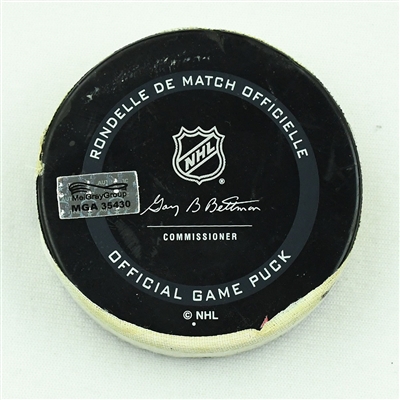 RONDELLE DE MATCH OFFICIELLE
NHL
MeiGrayGroup
MGA 35430
Gary B Bettman
COMMISSIONER
OFFICIAL GAME PUCK
© NHL